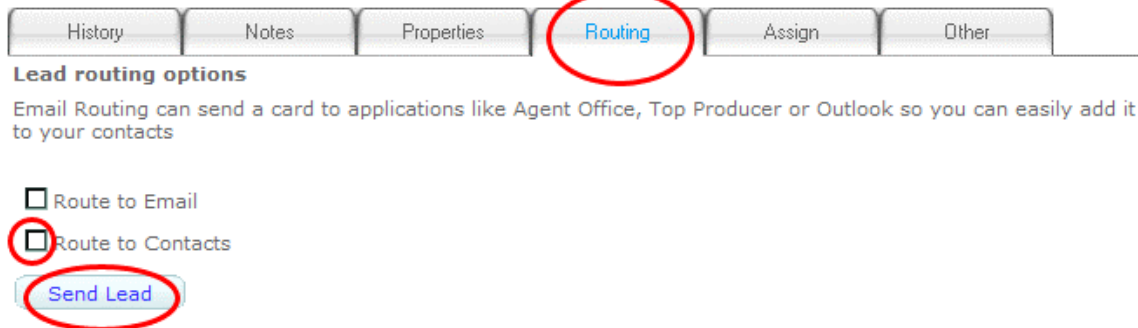 History Notes Properties Routing Assign Other
Lead routing options
Email Routing can send a card to applications like Agent Office, Top Producer or Outlook so you can easily add it
to your contacts
Route to Email
Route to Contacts
Send Lead